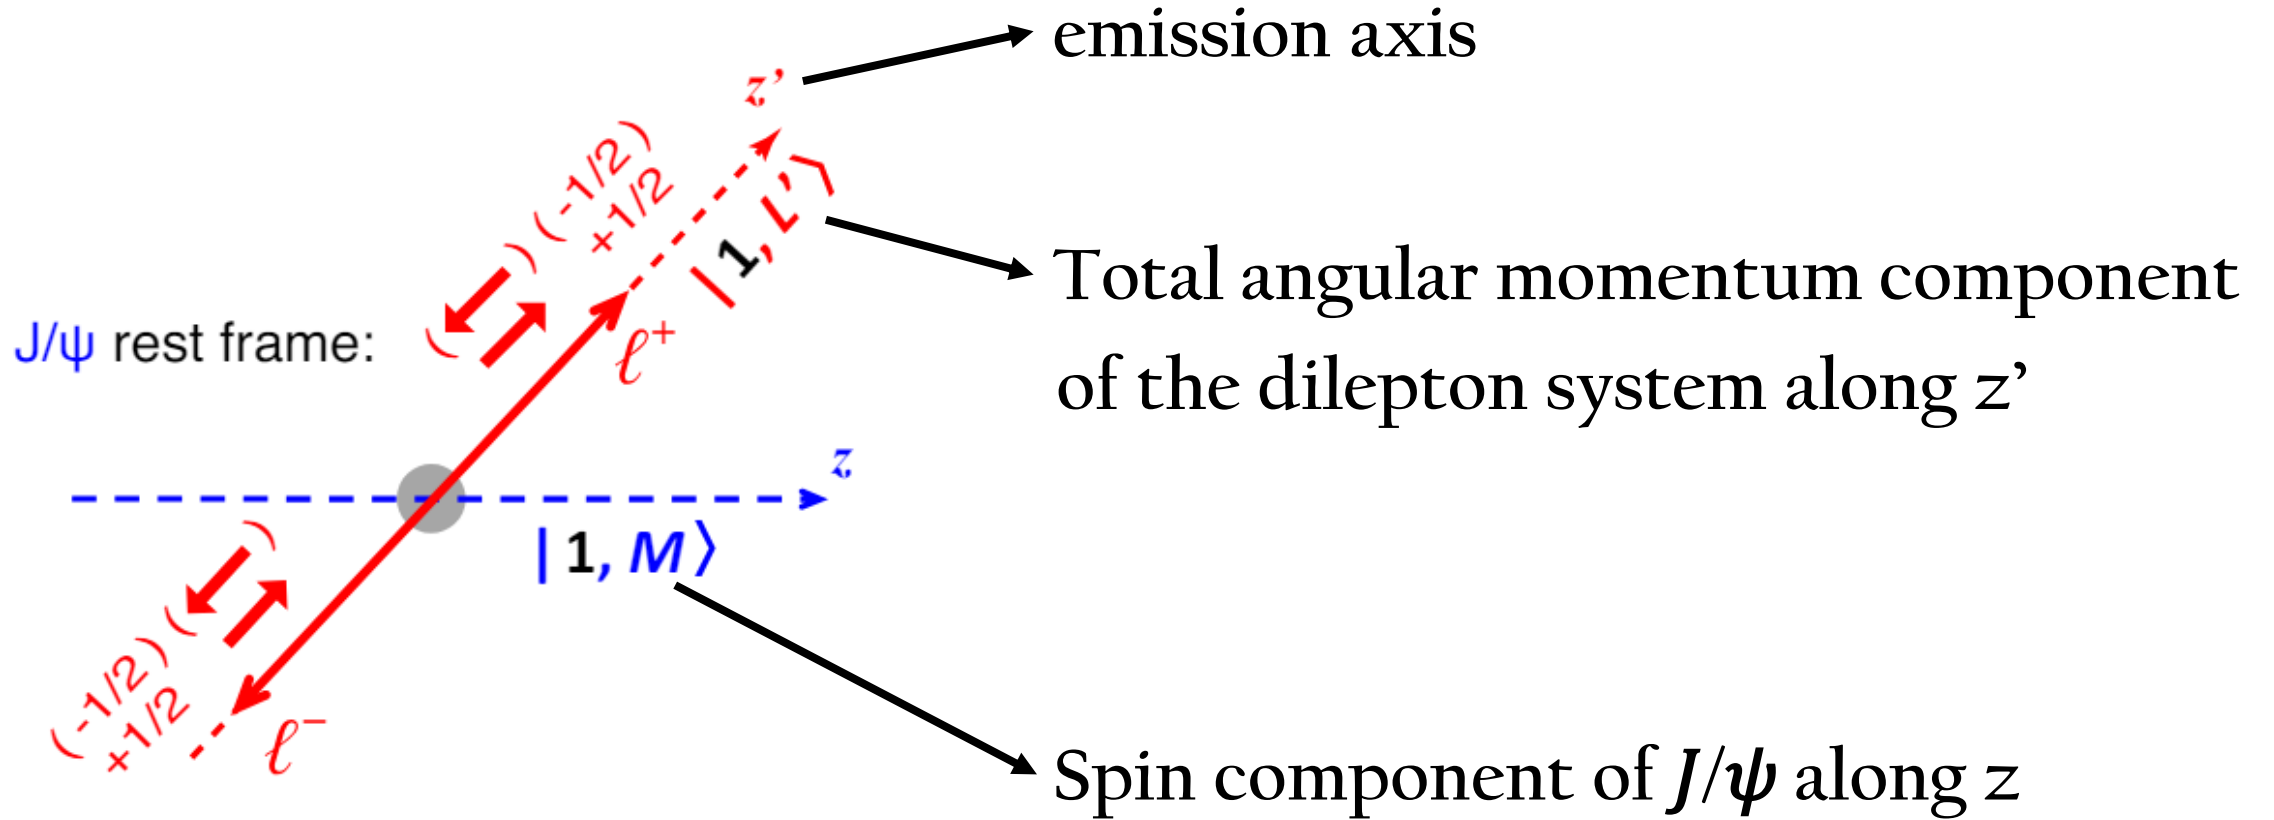 emission axis
z’
( -1/2 )
+1/2
( )
| 1, L’ ⟩
Total angular momentum component
of the dilepton system along z’
J/ψ rest frame:
ℓ⁺
z
| 1, M ⟩
( )
( -1/2 )
+1/2
ℓ⁻
Spin component of J/ψ along z